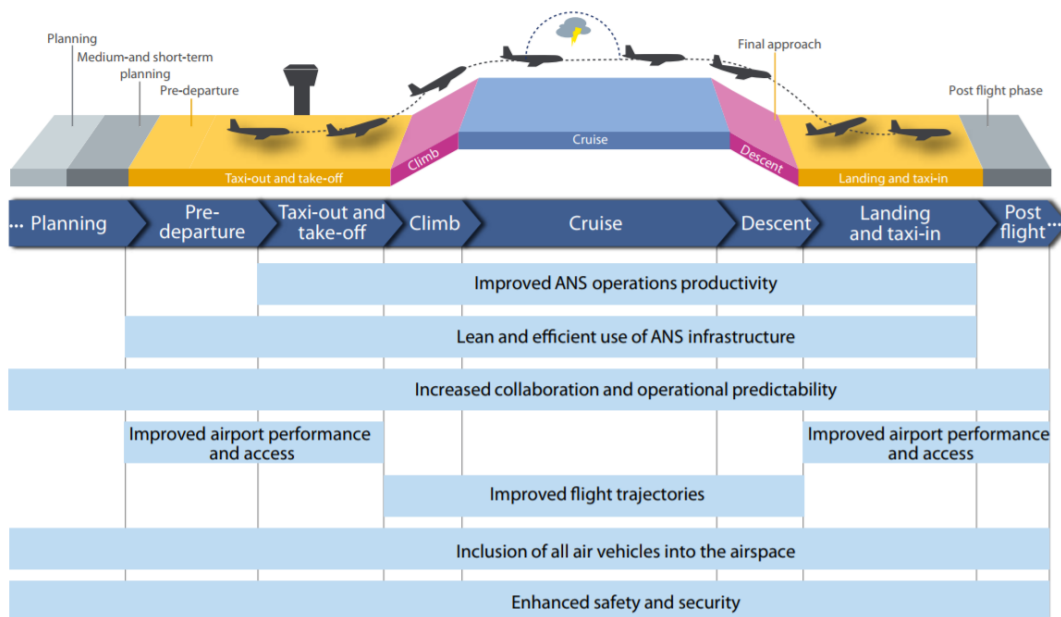 Planning
Medium-and short-term
planning
Pre-departure
Final approach
Post flight phase
Climb
Cruise
Descent
Taxi-out and take-off
Landing and taxi-in
... Planning
Pre-
departure
Taxi-out and
take-off
Climb
Cruise
Descent
Landing
and taxi-in
Post
flight ...
Improved ANS operations productivity
Lean and efficient use of ANS infrastructure
Increased collaboration and operational predictability
Improved airport performance
and access
Improved airport performance
and access
Improved flight trajectories
Inclusion of all air vehicles into the airspace
Enhanced safety and security